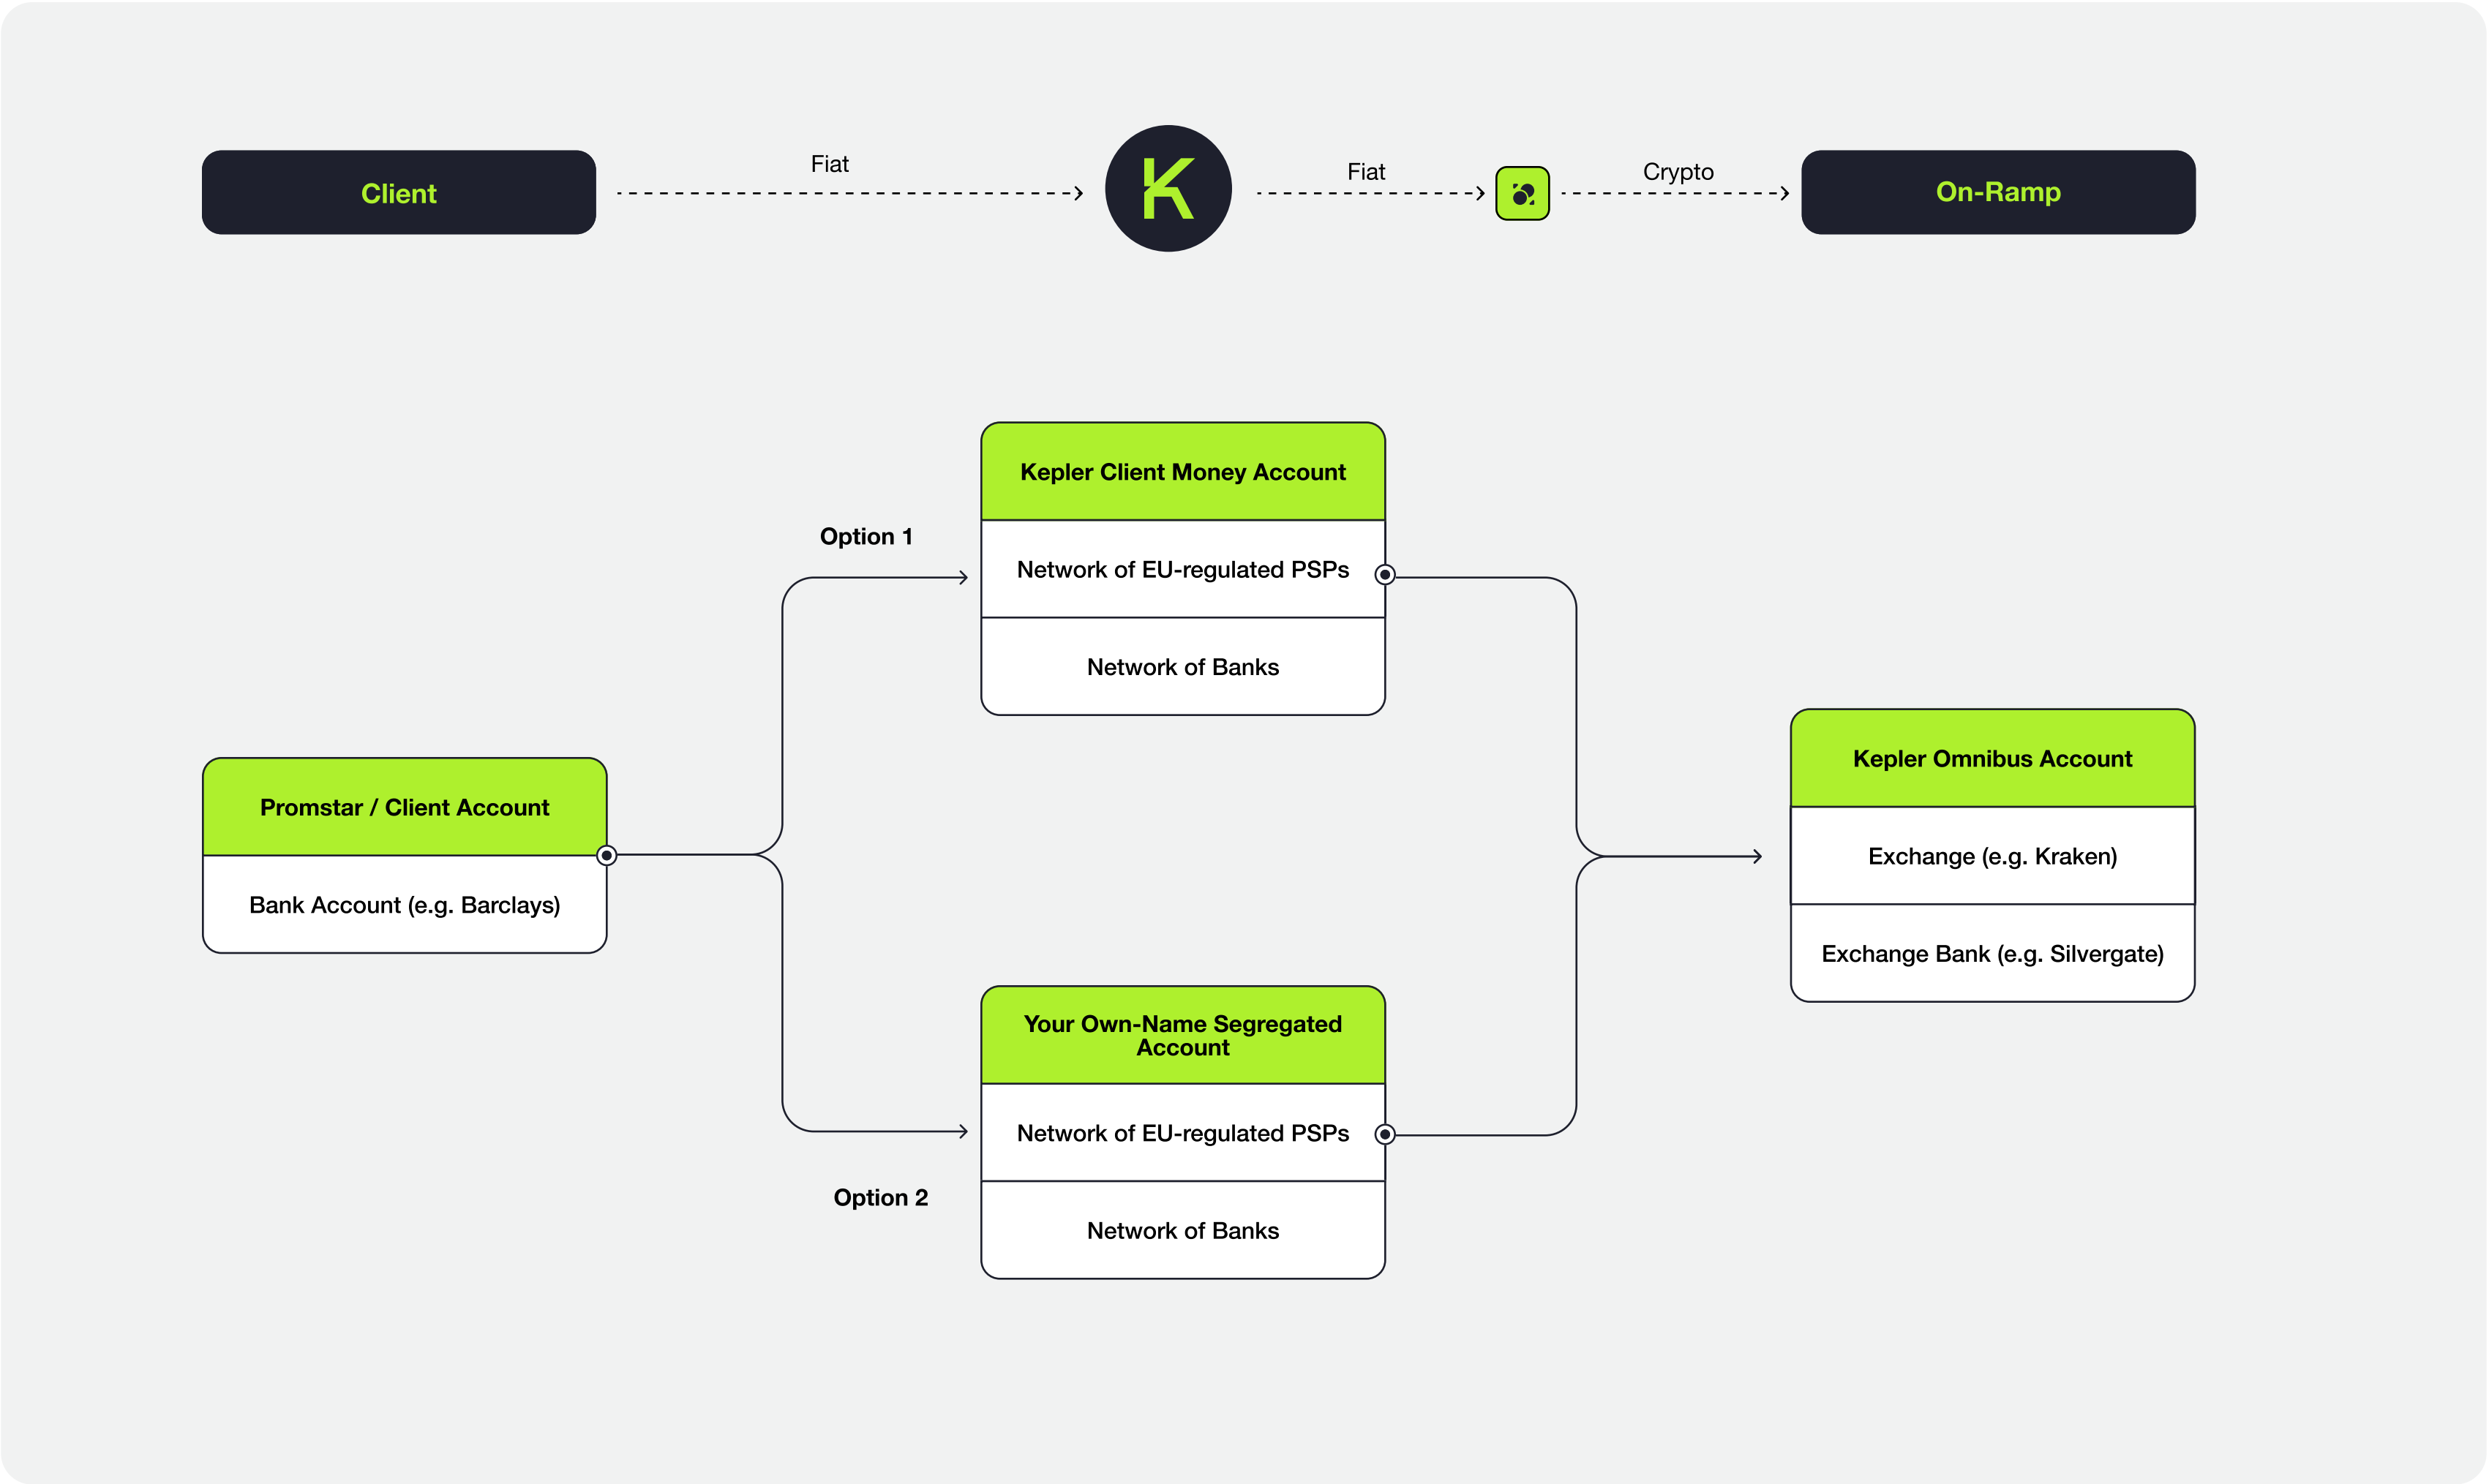 Client
Fiat
K
Fiat
Crypto
On-Ramp
Kepler Client Money Account
Option 1
Network of EU-regulated PSPs
Network of Banks
Promstar / Client Account
Bank Account (e.g. Barclays)
Kepler Omnibus Account
Exchange (e.g. Kraken)
Exchange Bank (e.g. Silvergate)
Your Own-Name Segregated
Account
Network of EU-regulated PSPs
Option 2
Network of Banks